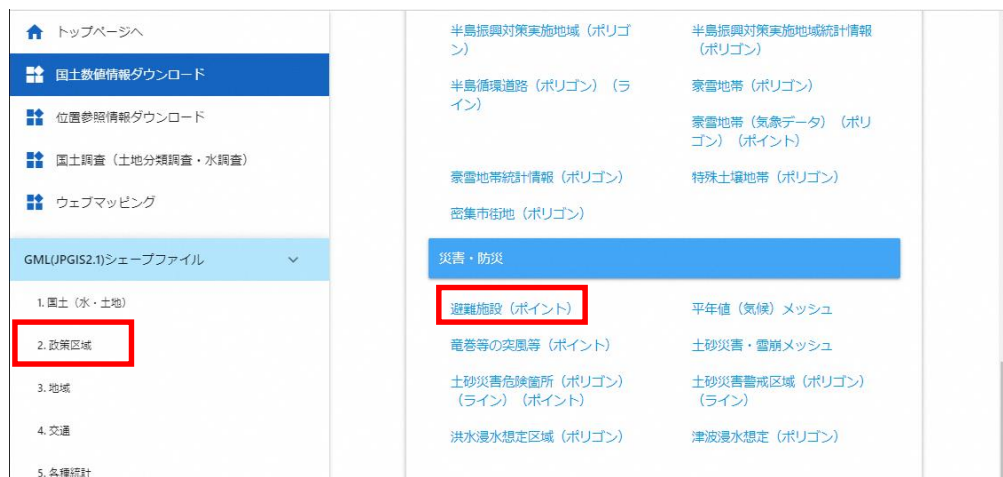 トップページへ
国土数値情報ダウンロード
位置参照情報ダウンロード
国土調査（土地分類調査・水調査）
ウェブマッピング
GML(JPGIS2.1)シェープファイル
1. 国土（水・土地）
2. 政策区域
3. 地域
4. 交通
5. 各種統計
半島振興対策実施地域（ポリゴ
ン）
半島振興対策実施地域統計情報
（ポリゴン）
半島循環道路（ポリゴン）（ラ
イン）
豪雪地帯（ポリゴン）
豪雪地帯（気象データ）（ポリ
ゴン）（ポイント）
豪雪地帯統計情報（ポリゴン）
特殊土壌地帯（ポリゴン）
密集市街地（ポリゴン）
災害・防災
避難施設（ポイント）
平年値（気候）メッシュ
竜巻等の突風等（ポイント）
土砂災害・雪崩メッシュ
土砂災害危険箇所（ポリゴン）
（ライン）（ポイント）
土砂災害警戒区域（ポリゴン）
（ライン）
洪水浸水想定区域（ポリゴン）
津波浸水想定（ポリゴン）